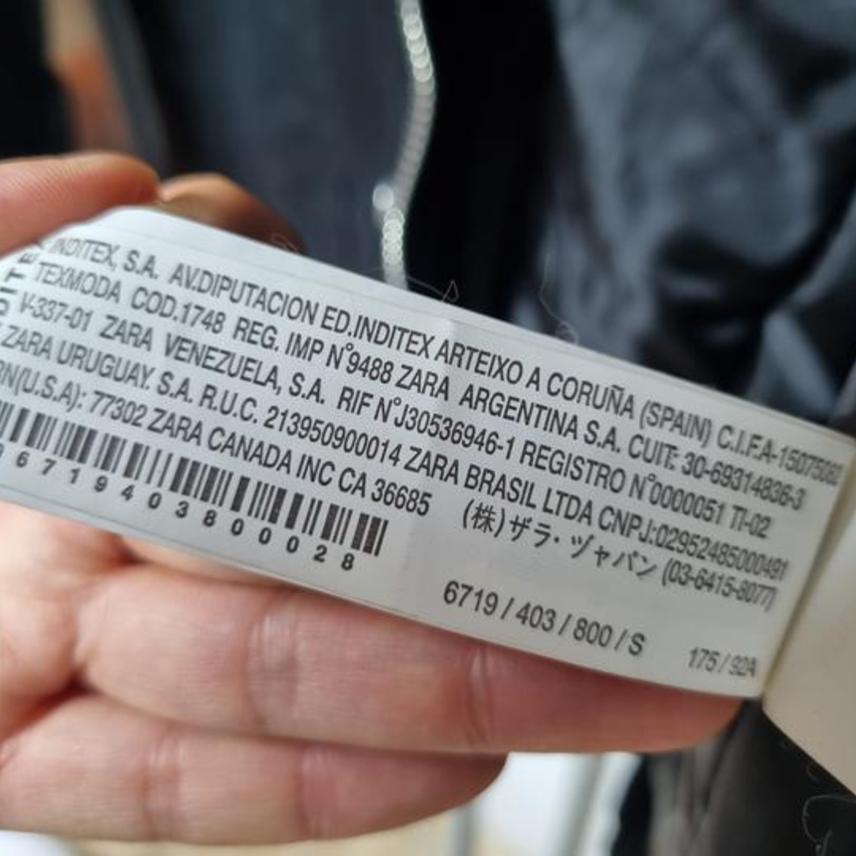 INDITEX, S.A. AV.DIPUTACION ED.INDITEX ARTEIXO A CORUÑA (SPAIN) C.I.F.A-15075062
TEXMODA COD.1748 REG. IMP N°9488 ZARA ARGENTINA S.A. CUIT: 30-69314836-3
V-337-01 ZARA VENEZUELA, S.A. RIF N°J30536946-1 REGISTRO N°0000051 TI-02
ZARA URUGUAY. S.A. R.U.C. 213950900014 ZARA BRASIL LTDA CNPJ:02952485000491
RN(U.S.A): 77302 ZARA CANADA INC CA 36685 (株)ザラ・ヅャパン (03-6415-8077)
6719403800028
6719 / 403 / 800 / S 175 / 92A